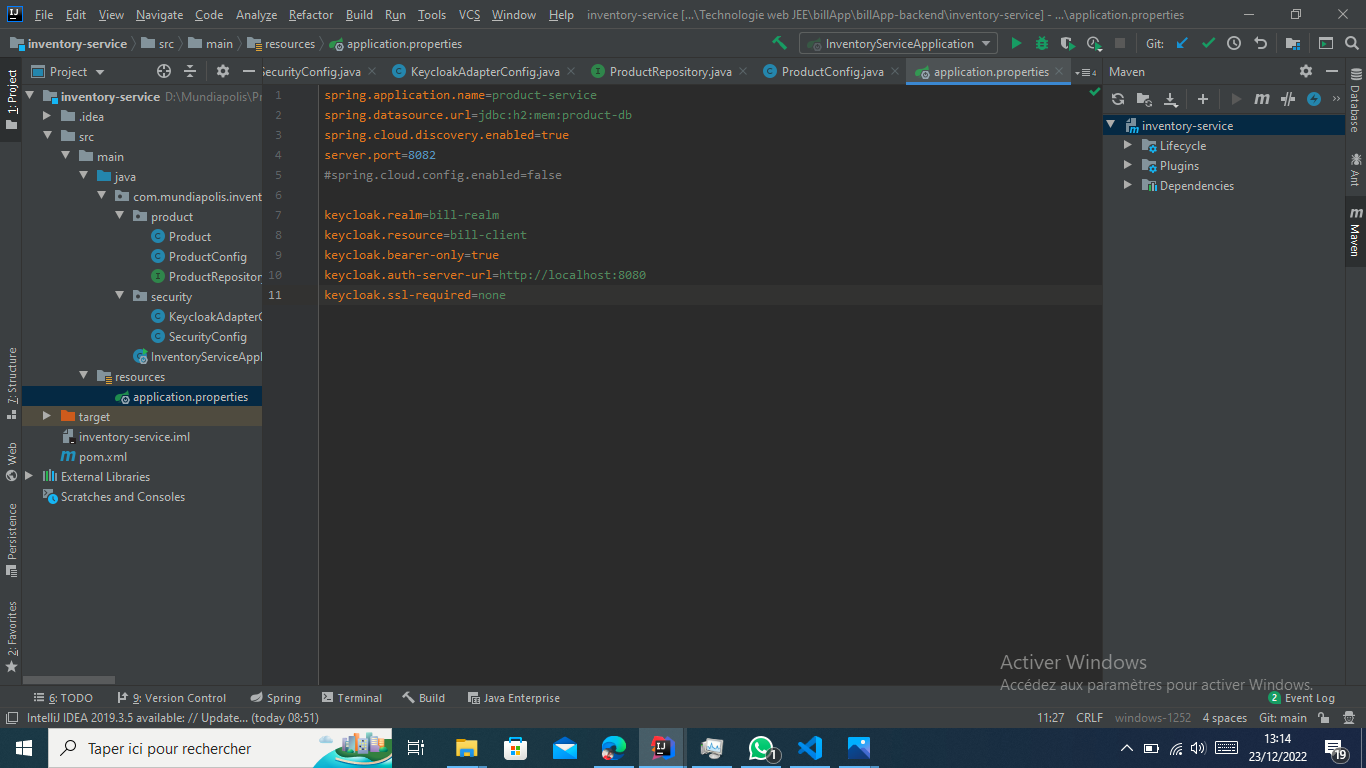 File Edit View Navigate Code Analyze Refactor Build Run Tools VCS Window Help inventory-service [...\Technologie web JEE\billApp\billApp-backend\inventory-service] - ...\application.properties
inventory-service src main resources application.properties InventoryServiceApplication Git:
Project
SecurityConfig.java KeycloakAdapterConfig.java ProductRepository.java ProductConfig.java application.properties 4
Maven
1: Project
7: Structure
Web
Persistence
2: Favorites
inventory-service D:\Mundiapolis\Pr
.idea
src
main
java
com.mundiapolis.invent
product
Product
ProductConfig
ProductRepository
security
KeycloakAdapterC
SecurityConfig
InventoryServiceAppl
resources
application.properties
target
inventory-service.iml
pom.xml
External Libraries
Scratches and Consoles
1 spring.application.name=product-service
2 spring.datasource.url=jdbc:h2:mem:product-db
3 spring.cloud.discovery.enabled=true
4 server.port=8082
5 #spring.cloud.config.enabled=false
6
7 keycloak.realm=bill-realm
8 keycloak.resource=bill-client
9 keycloak.bearer-only=true
10 keycloak.auth-server-url=http://localhost:8080
11 keycloak.ssl-required=none
inventory-service
Lifecycle
Plugins
Dependencies
Database
Ant
Maven
Activer Windows
Accédez aux paramètres pour activer Windows.
6: TODO 9: Version Control Spring Terminal Build Java Enterprise 2 Event Log
IntelliJ IDEA 2019.3.5 available: // Update... (today 08:51) 11:27 CRLF windows-1252 4 spaces Git: main
Taper ici pour rechercher
1
13:14
23/12/2022
19